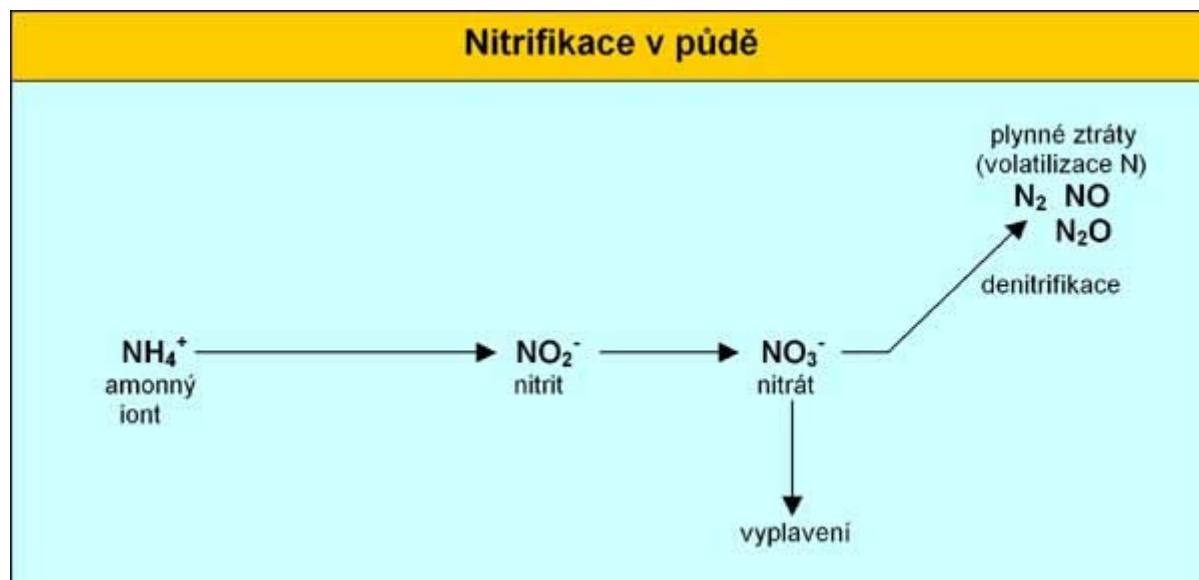 Nitrifikace v půdě
plynné ztráty
(volatilizace N)
N₂ NO
N₂O
denitrifikace
NH₄⁺
amonný
iont
NO₂⁻
nitrit
NO₃⁻
nitrát
vyplavení